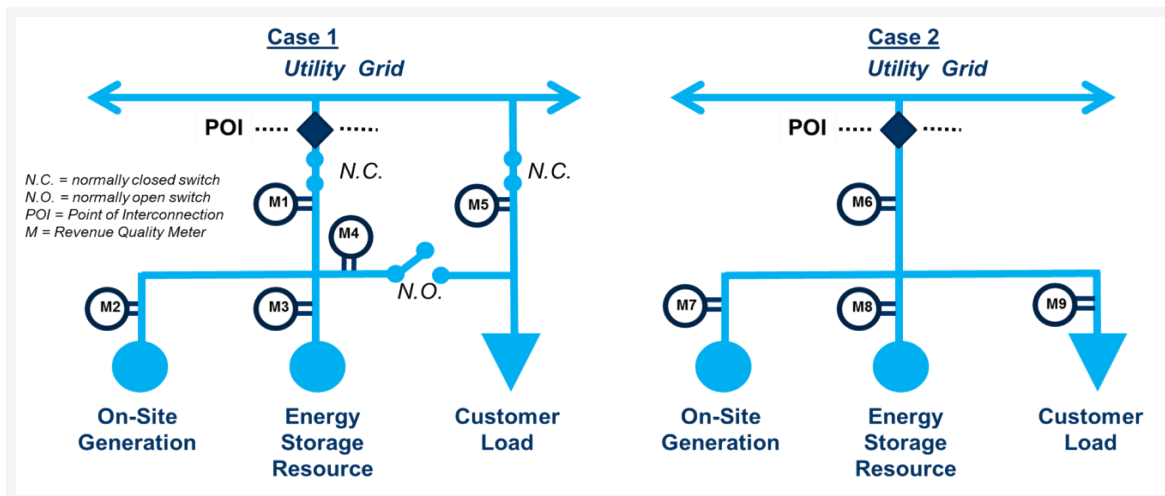 Case 1
Utility Grid
POI
N.C.
N.C.
N.C. = normally closed switch
N.O. = normally open switch
POI = Point of Interconnection
M = Revenue Quality Meter
M1
M5
M4
N.O.
M2
M3
On-Site
Generation
Energy
Storage
Resource
Customer
Load
Case 2
Utility Grid
POI
M6
M7
M8
M9
On-Site
Generation
Energy
Storage
Resource
Customer
Load